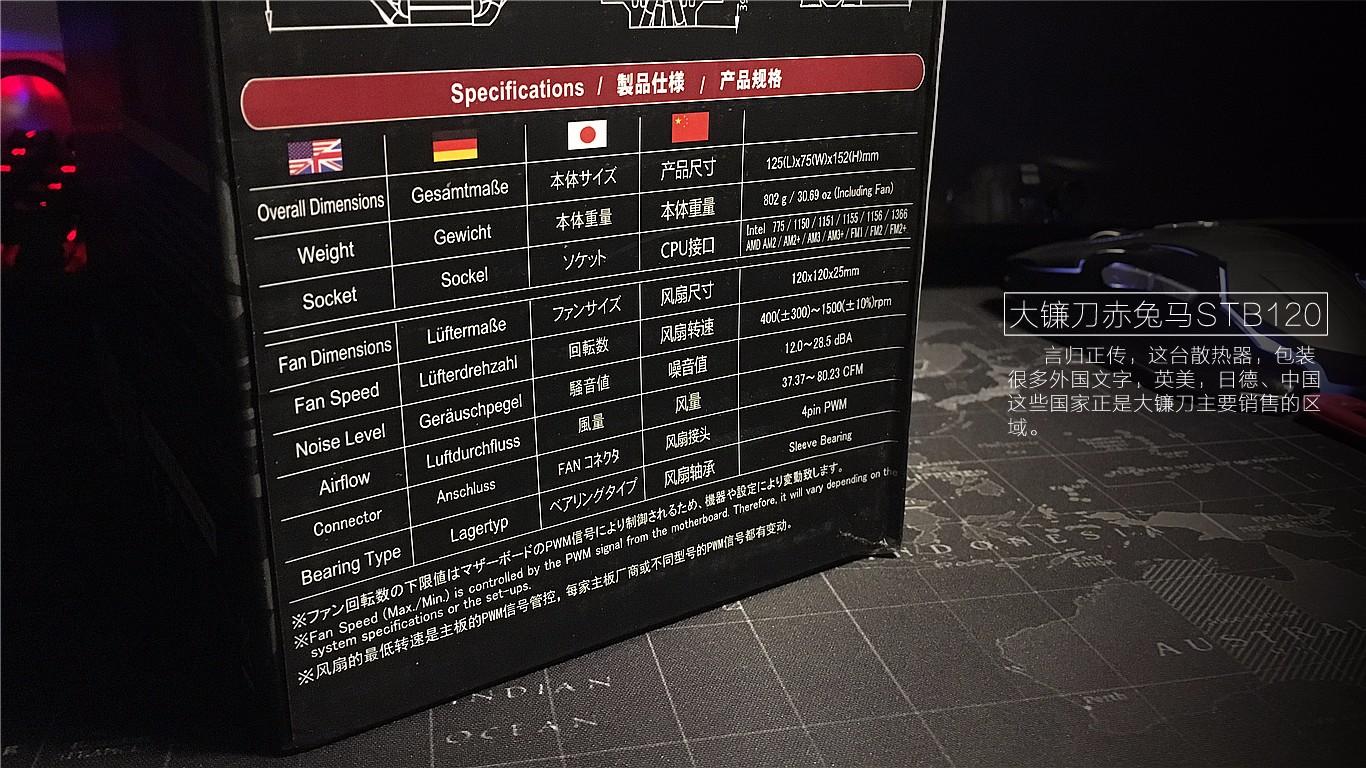 Specifications / 製品仕様 / 产品规格
Overall Dimensions Gesamtmaße 本体サイズ 产品尺寸 125(L)x75(W)x152(H)mm
Weight Gewicht 本体重量 本体重量 802 g / 30.69 oz (Including Fan)
Socket Sockel ソケット CPU接口 Intel 775 / 1150 / 1151 / 1155 / 1156 / 1366
AMD AM2 / AM2+ / AM3 / AM3+ / FM1 / FM2 / FM2+
Fan Dimensions Lüftermaße ファンサイズ 风扇尺寸 120x120x25mm
Fan Speed Lüfterdrehzahl 回転数 风扇转速 400(±300)~1500(±10%)rpm
Noise Level Geräuschpegel 騒音値 噪音值 12.0~28.5 dBA
Airflow Luftdurchfluss 風量 风量 37.37~80.23 CFM
Connector Anschluss FAN コネクタ 风扇接头 4pin PWM
Bearing Type Lagertyp ベアリングタイプ 风扇轴承 Sleeve Bearing
※ファン回転数の下限値はマザーボードのPWM信号により制御されるため、機器や設定により変動致します。
※Fan Speed (Max./Min.) is controlled by the PWM signal from the motherboard. Therefore, it will vary depending on the
system specifications or the set-ups.
※风扇的最低转速是主板的PWM信号管控，每家主板厂商或不同型号的PWM信号都有变动。
大镰刀赤兔马STB120
言归正传，这台散热器，包装
很多外国文字，英美，日德、中国
这些国家正是大镰刀主要销售的区
域。
INDIAN
OCEAN
INDONESIA
Perth
AUS